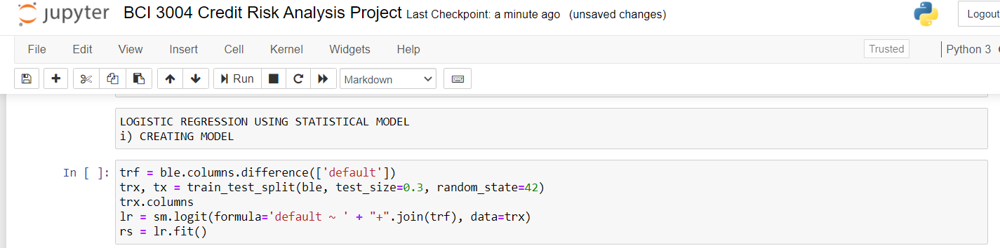 jupyter BCI 3004 Credit Risk Analysis Project Last Checkpoint: a minute ago (unsaved changes) Logout
File Edit View Insert Cell Kernel Widgets Help Trusted Python 3
Run Markdown
LOGISTIC REGRESSION USING STATISTICAL MODEL
i) CREATING MODEL
In [ ]: trf = ble.columns.difference(['default'])
trx, tx = train_test_split(ble, test_size=0.3, random_state=42)
trx.columns
lr = sm.logit(formula='default ~ ' + "+".join(trf), data=trx)
rs = lr.fit()